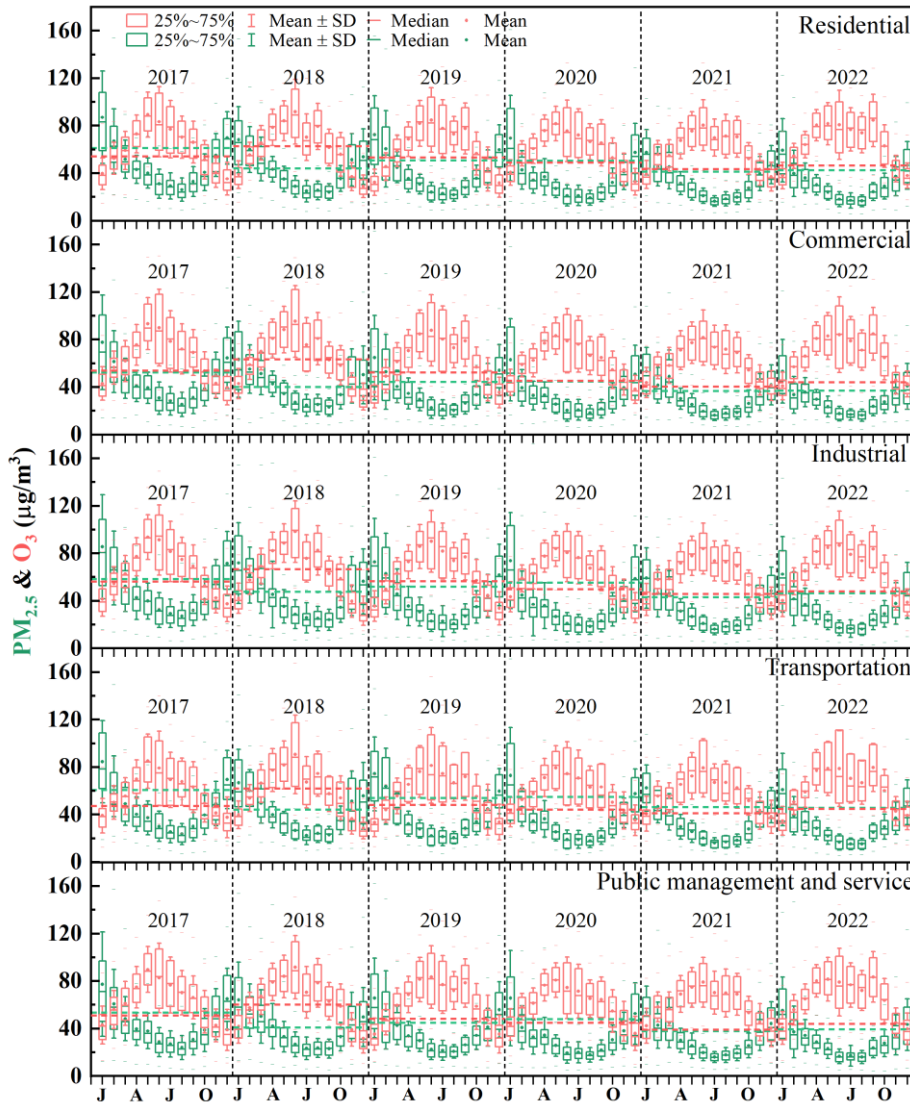 25%~75% Mean ± SD Median Mean
25%~75% Mean ± SD Median Mean
Residential
160
120
80
40
0
2017 2018 2019 2020 2021 2022
Commercial
160
120
80
40
0
2017 2018 2019 2020 2021 2022
Industrial
160
120
80
40
0
2017 2018 2019 2020 2021 2022
PM2.5 & O3 (μg/m³)
Transportation
160
120
80
40
0
2017 2018 2019 2020 2021 2022
Public management and service
160
120
80
40
0
2017 2018 2019 2020 2021 2022
J A J O J A J O J A J O J A J O J A J O J A J O